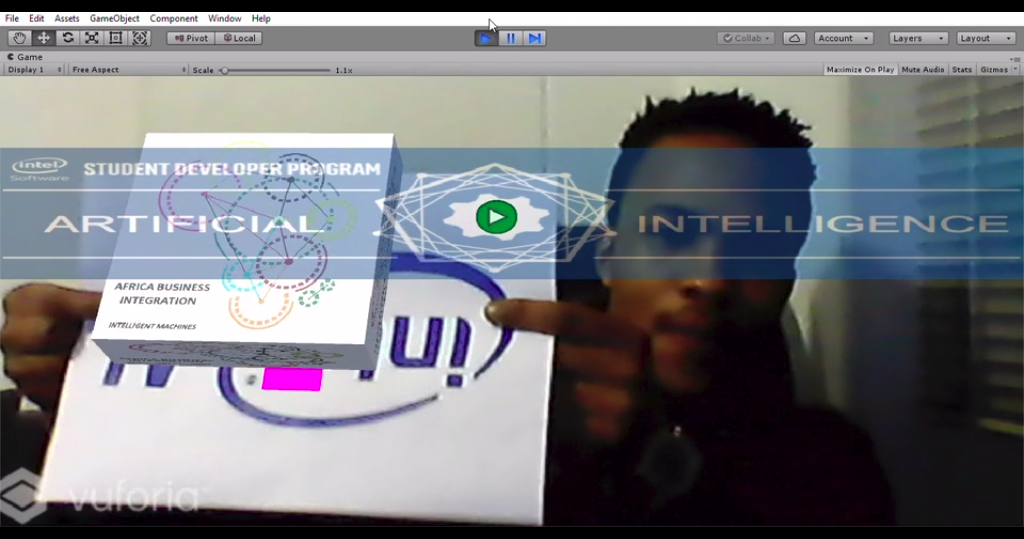 File Edit Assets GameObject Component Window Help
Pivot Local Collab Account Layers Layout
Game
Display 1 Free Aspect Scale 1.1x Maximize On Play Mute Audio Stats Gizmos
intel STUDENT DEVELOPER PROGRAM
Software
ARTIFICIAL INTELLIGENCE
AFRICA BUSINESS
INTEGRATION
INTELLIGENT MACHINES
vuforia